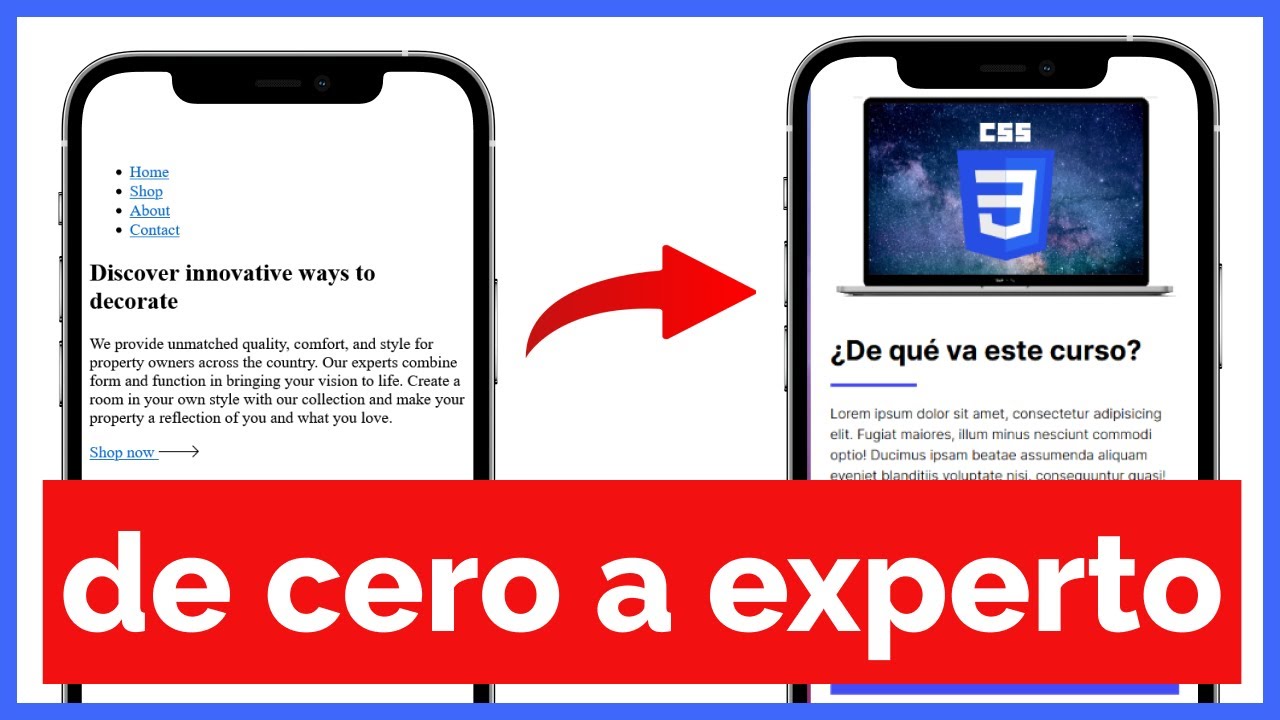 Home
Shop
About
Contact
Discover innovative ways to
decorate
We provide unmatched quality, comfort, and style for
property owners across the country. Our experts combine
form and function in bringing your vision to life. Create a
room in your own style with our collection and make your
property a reflection of you and what you love.
Shop now
CSS
3
¿De qué va este curso?
Lorem ipsum dolor sit amet, consectetur adipisicing
elit. Fugiat maiores, illum minus nesciunt commodi
optio! Ducimus ipsam beatae assumenda aliquam
eveniet blanditiis voluptate nisi, consequuntur quasi!
de cero a experto